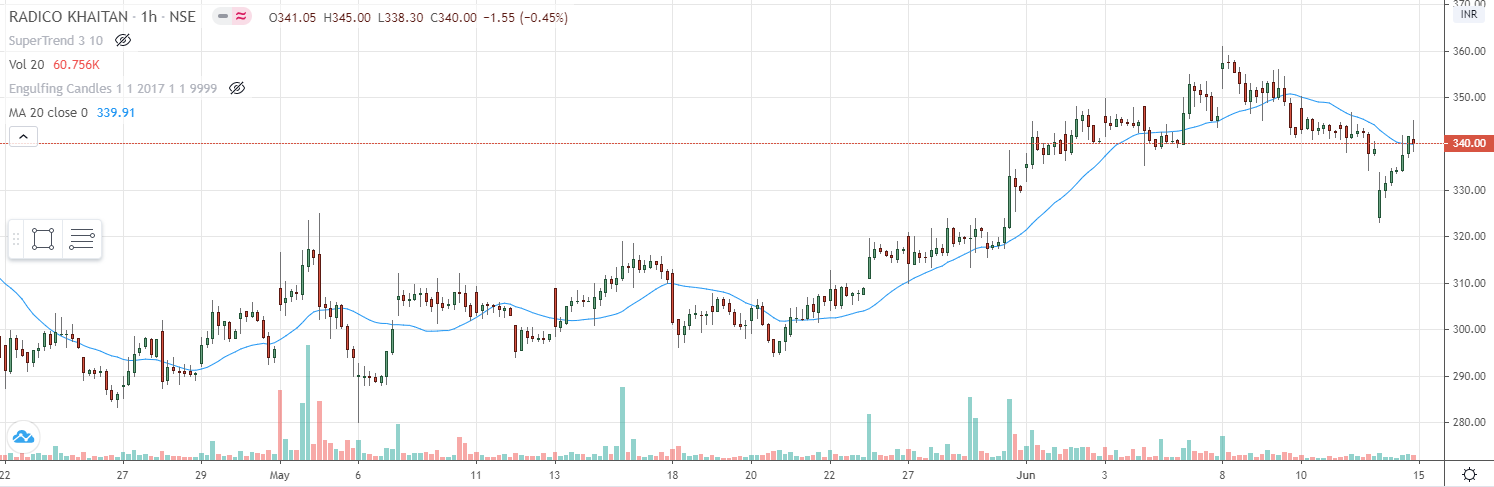 RADICO KHAITAN · 1h · NSE O341.05 H345.00 L338.30 C340.00 −1.55 (−0.45%)
SuperTrend 3 10
Vol 20 60.756K
Engulfing Candles 1 1 2017 1 1 9999
MA 20 close 0 339.91
370.00
INR
360.00
350.00
340.00
330.00
320.00
310.00
300.00
290.00
280.00
22 27 29 May 6 11 13 18 20 22 27 Jun 3 8 10 15